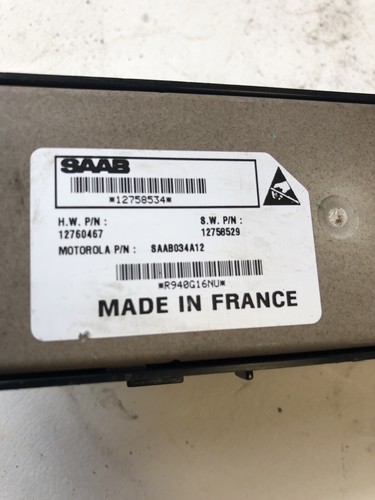 SAAB
*12758534*
H.W. P/N : S.W. P/N :
12760467 12758529
MOTOROLA P/N : SAAB034A12
*R940G16NU*
MADE IN FRANCE